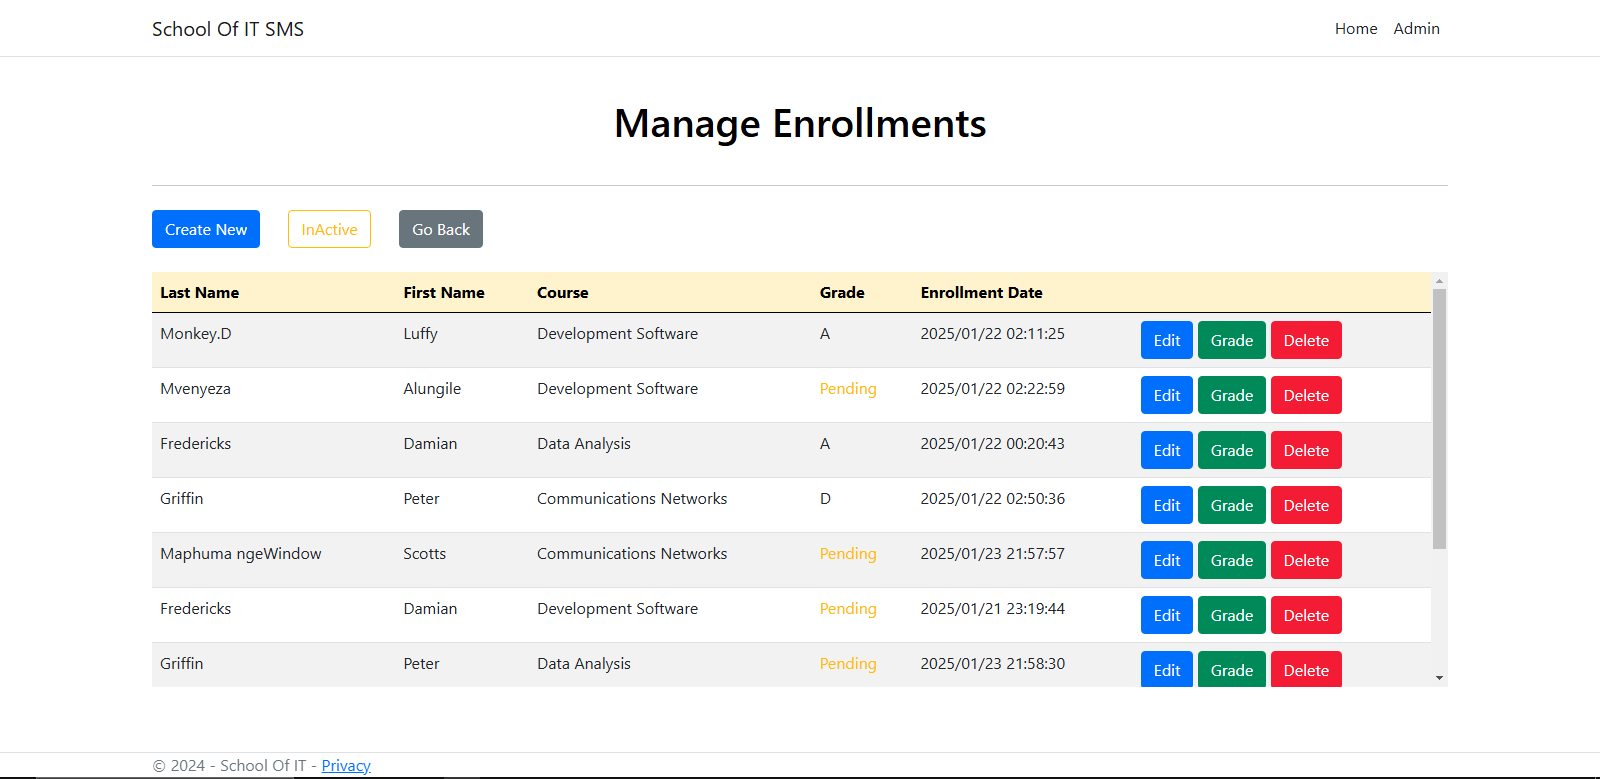 School Of IT SMS Home Admin
Manage Enrollments
Create New InActive Go Back
Last Name First Name Course Grade Enrollment Date
Monkey.D Luffy Development Software A 2025/01/22 02:11:25 Edit Grade Delete
Mvenyeza Alungile Development Software Pending 2025/01/22 02:22:59 Edit Grade Delete
Fredericks Damian Data Analysis A 2025/01/22 00:20:43 Edit Grade Delete
Griffin Peter Communications Networks D 2025/01/22 02:50:36 Edit Grade Delete
Maphuma ngeWindow Scotts Communications Networks Pending 2025/01/23 21:57:57 Edit Grade Delete
Fredericks Damian Development Software Pending 2025/01/21 23:19:44 Edit Grade Delete
Griffin Peter Data Analysis Pending 2025/01/23 21:58:30 Edit Grade Delete
© 2024 - School Of IT - Privacy